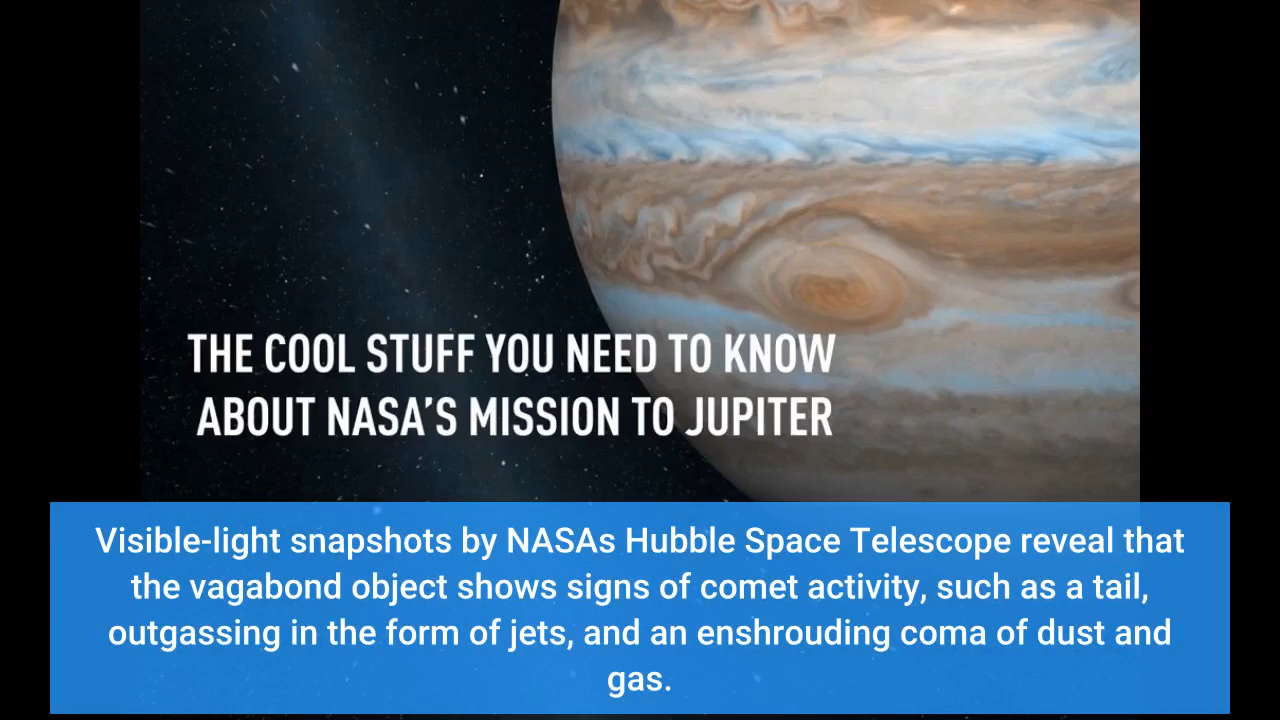 THE COOL STUFF YOU NEED TO KNOW
ABOUT NASA’S MISSION TO JUPITER
Visible-light snapshots by NASAs Hubble Space Telescope reveal that
the vagabond object shows signs of comet activity, such as a tail,
outgassing in the form of jets, and an enshrouding coma of dust and
gas.